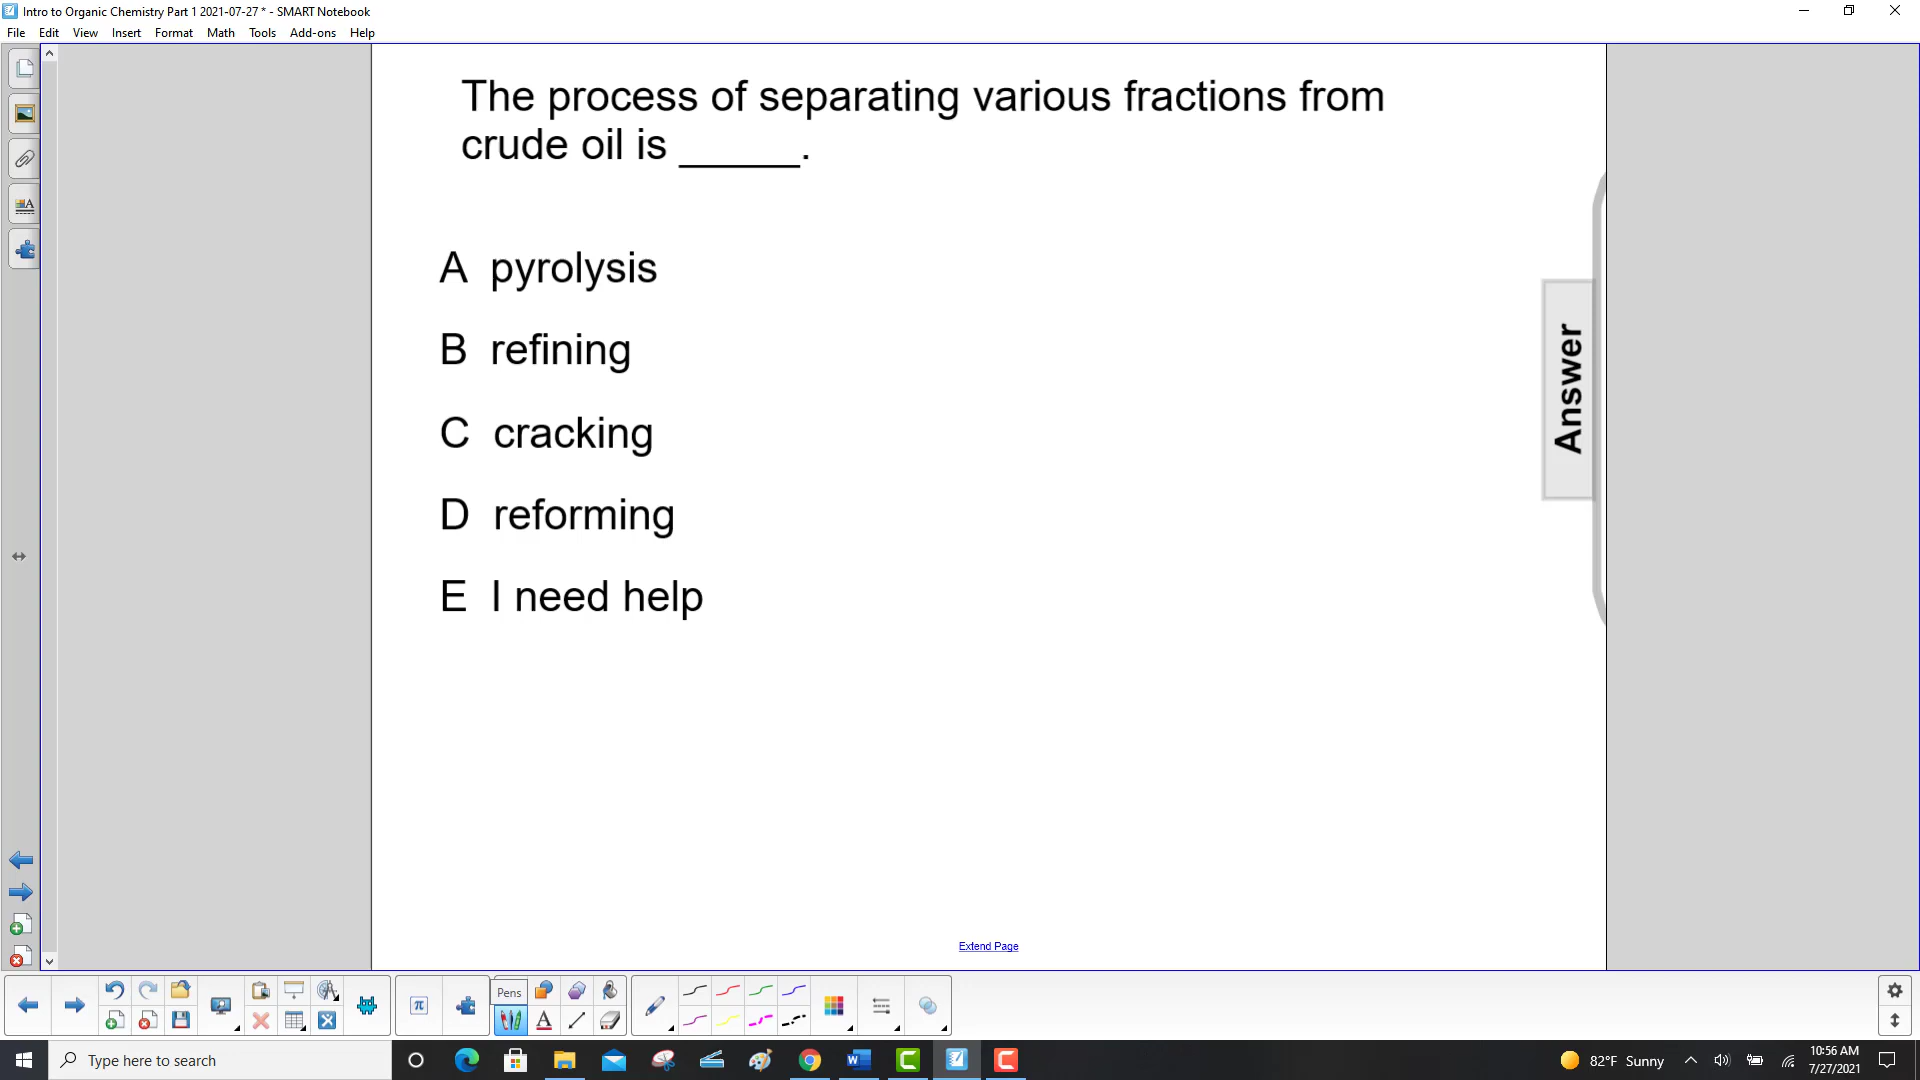 Intro to Organic Chemistry Part 1 2021-07-27 * - SMART Notebook
File Edit View Insert Format Math Tools Add-ons Help
The process of separating various fractions from
crude oil is _____.
A pyrolysis
B refining
C cracking
D reforming
E I need help
Answer
Extend Page
Pens
Type here to search
82°F Sunny
10:56 AM
7/27/2021